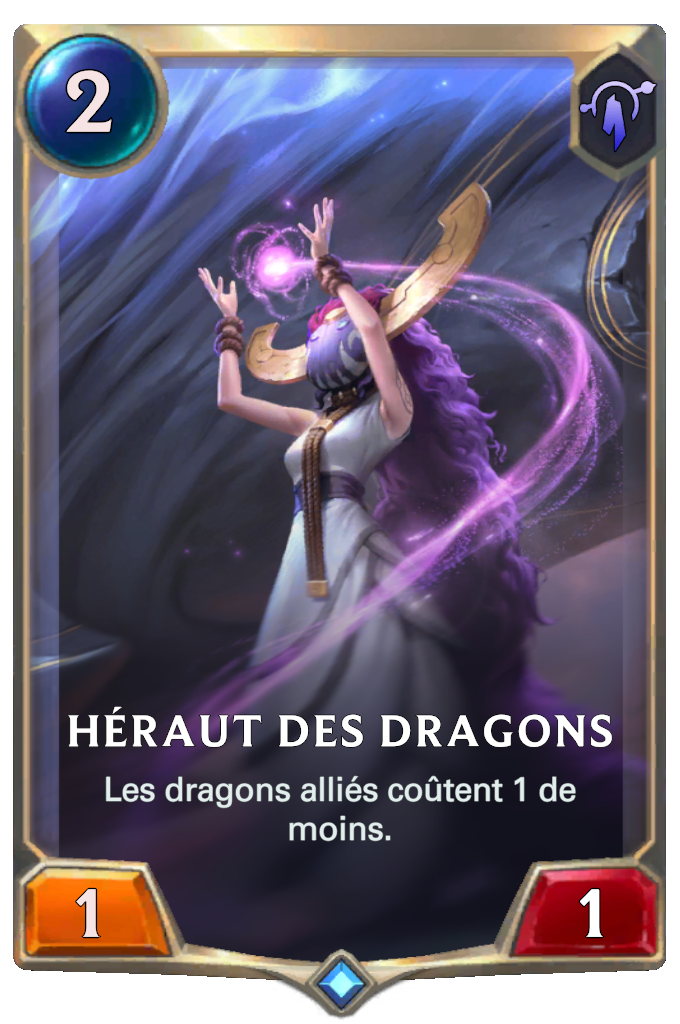 2
HÉRAUT DES DRAGONS
Les dragons alliés coûtent 1 de
moins.
1
1